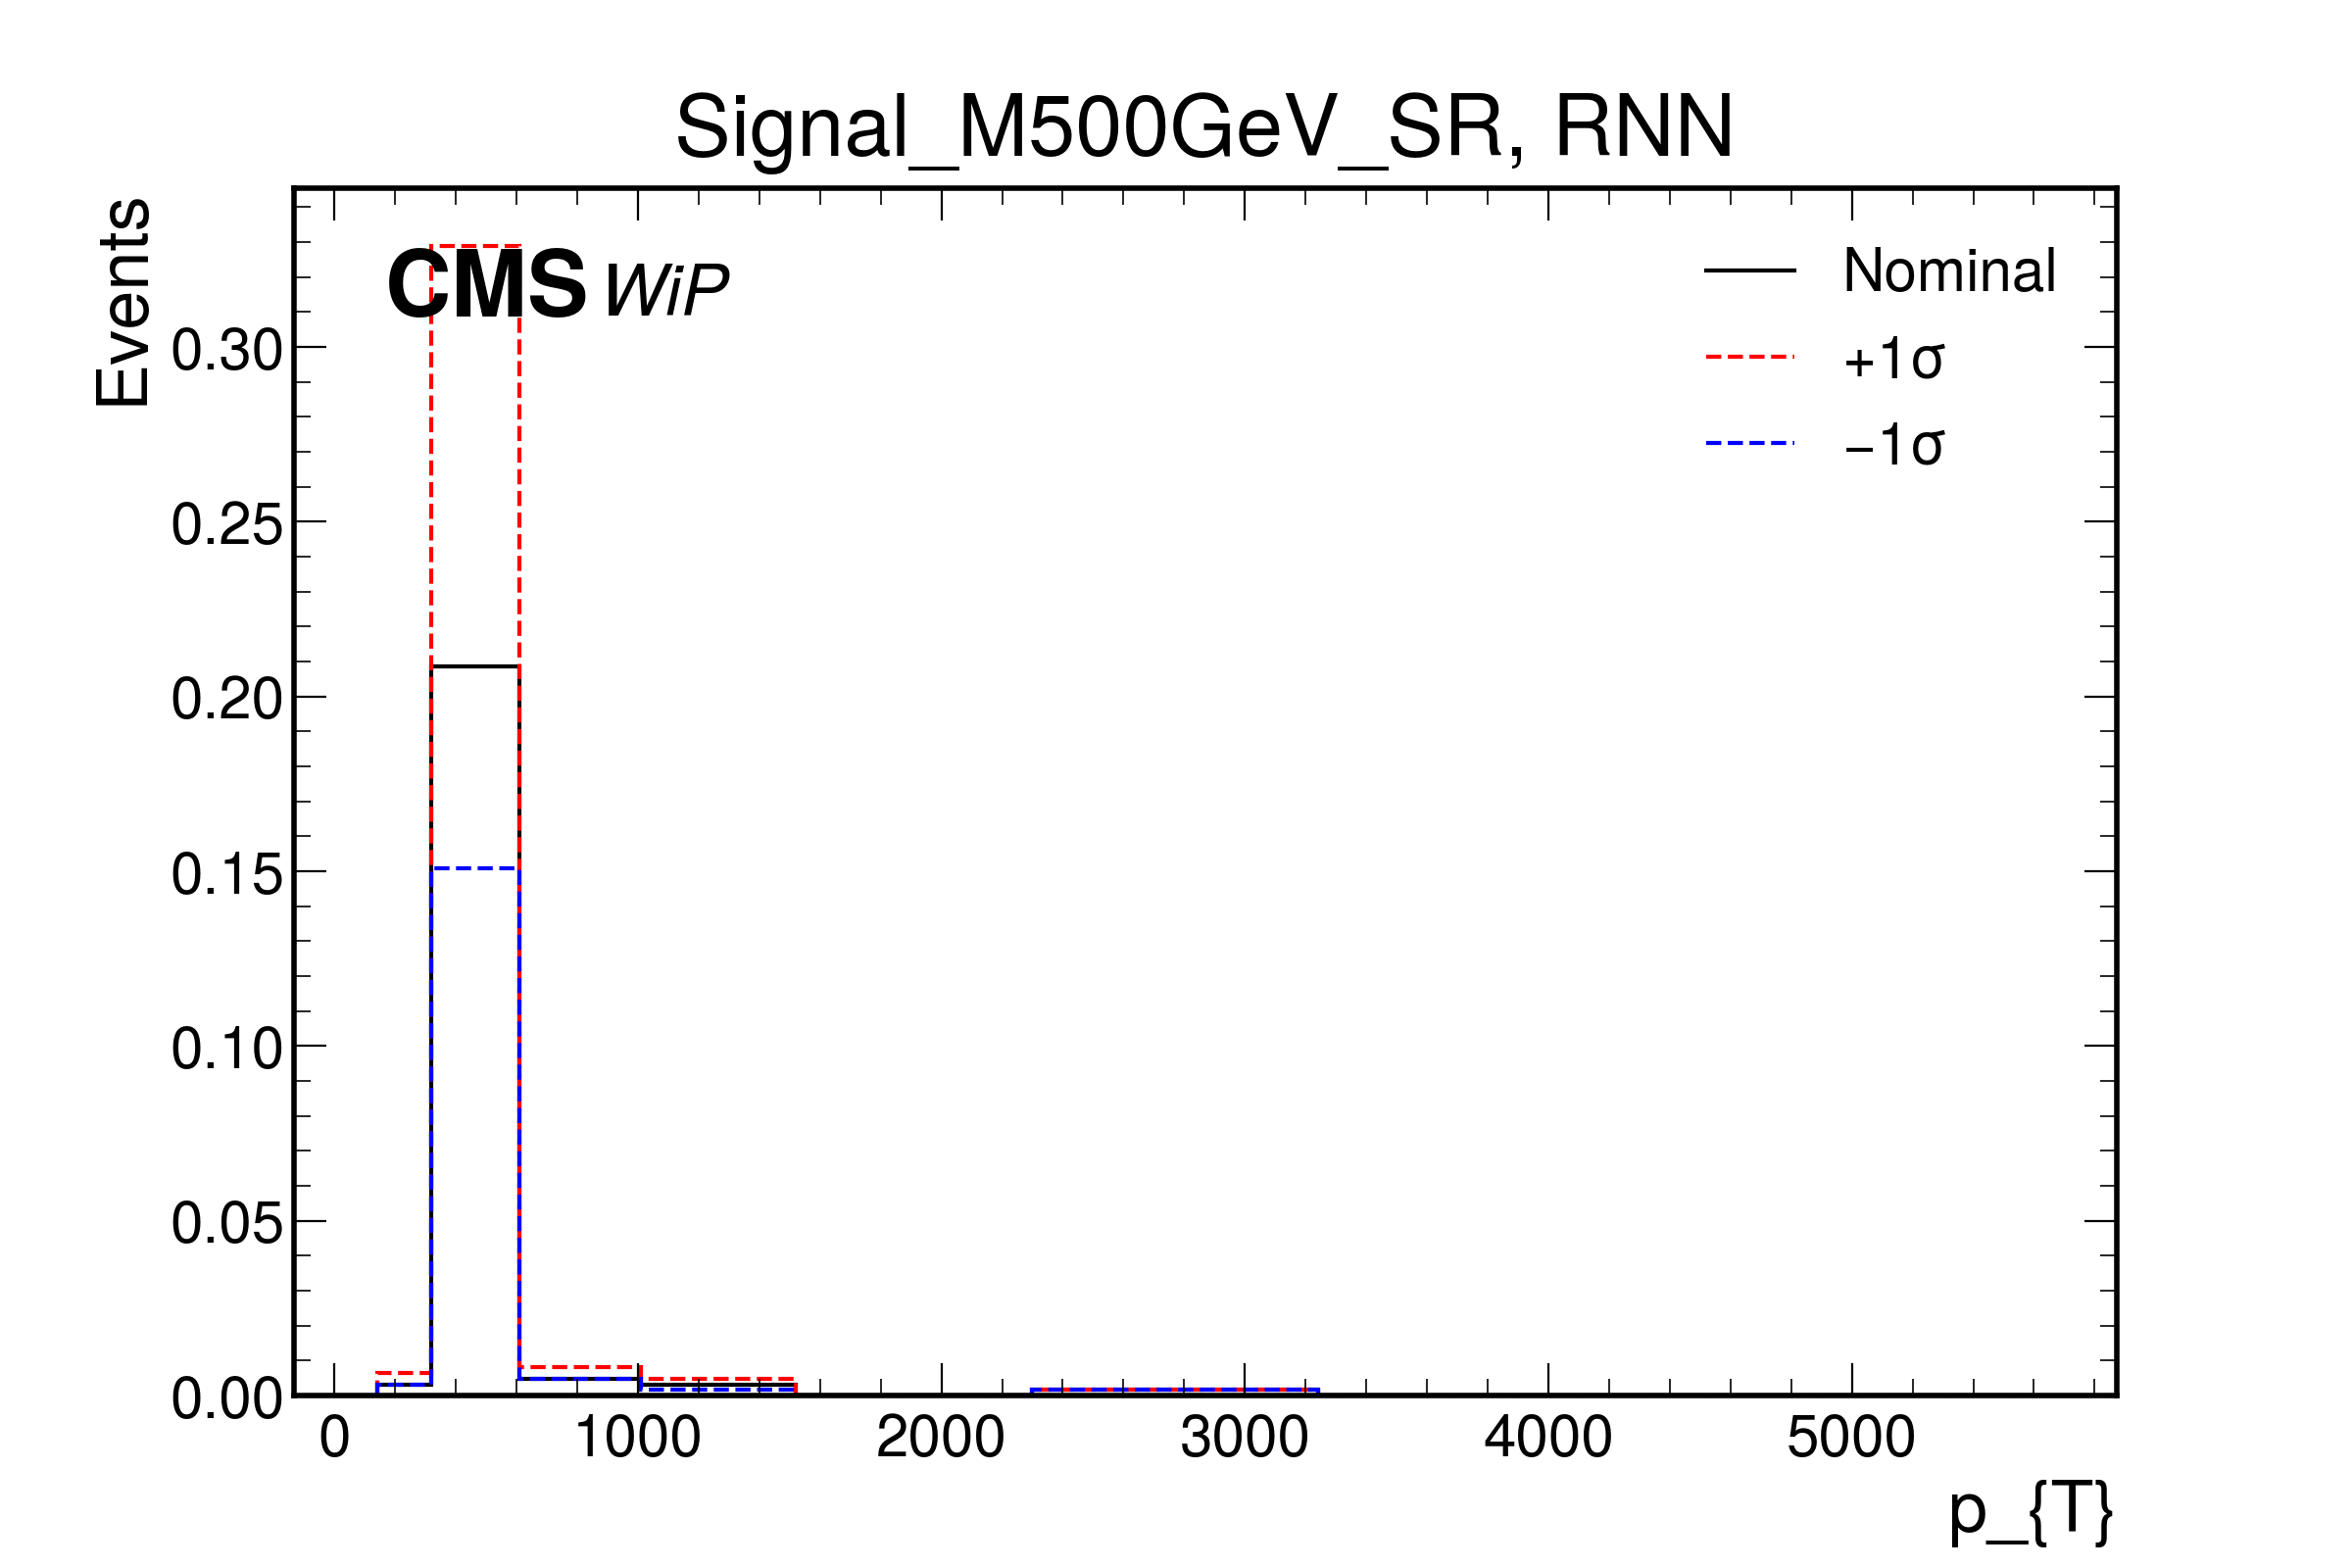 Signal_M500GeV_SR, RNN
Events
CMS WiP
Nominal
+1σ
−1σ
0.30
0.25
0.20
0.15
0.10
0.05
0.00
0 1000 2000 3000 4000 5000
p_{T}